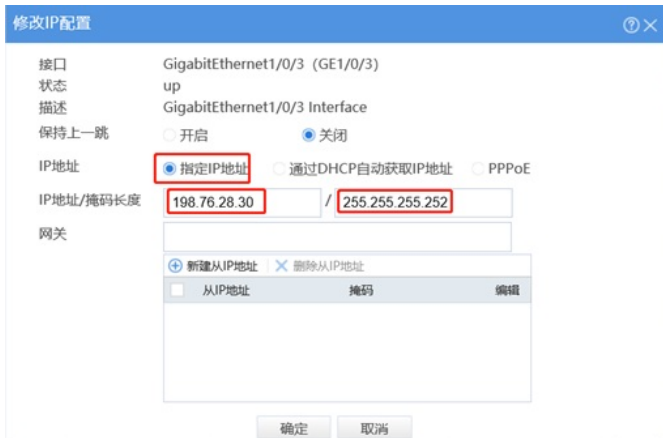 修改IP配置
接口 GigabitEthernet1/0/3 (GE1/0/3)
状态 up
描述 GigabitEthernet1/0/3 Interface
保持上一跳 开启 关闭
IP地址 指定IP地址 通过DHCP自动获取IP地址 PPPoE
IP地址/掩码长度 198.76.28.30 / 255.255.255.252
网关
新建从IP地址 删除从IP地址
从IP地址 掩码 编辑
确定 取消